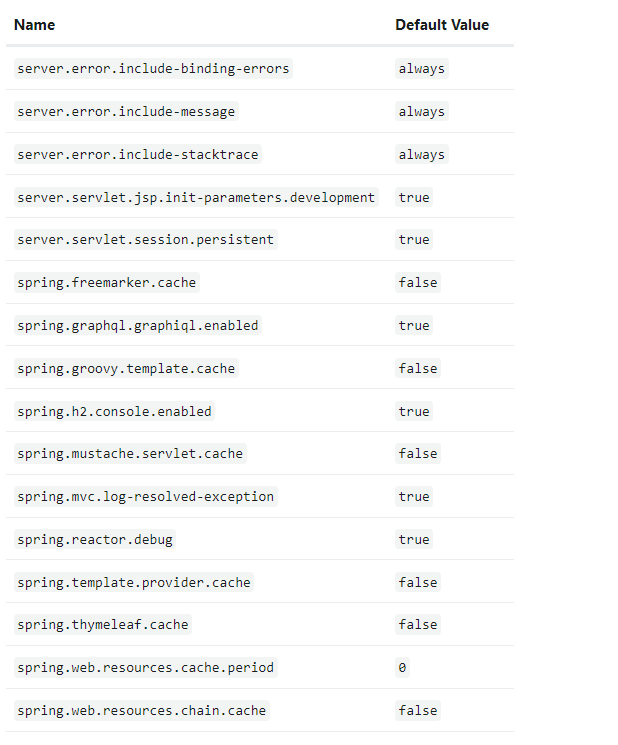 Name Default Value
server.error.include-binding-errors always
server.error.include-message always
server.error.include-stacktrace always
server.servlet.jsp.init-parameters.development true
server.servlet.session.persistent true
spring.freemarker.cache false
spring.graphql.graphiql.enabled true
spring.groovy.template.cache false
spring.h2.console.enabled true
spring.mustache.servlet.cache false
spring.mvc.log-resolved-exception true
spring.reactor.debug true
spring.template.provider.cache false
spring.thymeleaf.cache false
spring.web.resources.cache.period 0
spring.web.resources.chain.cache false